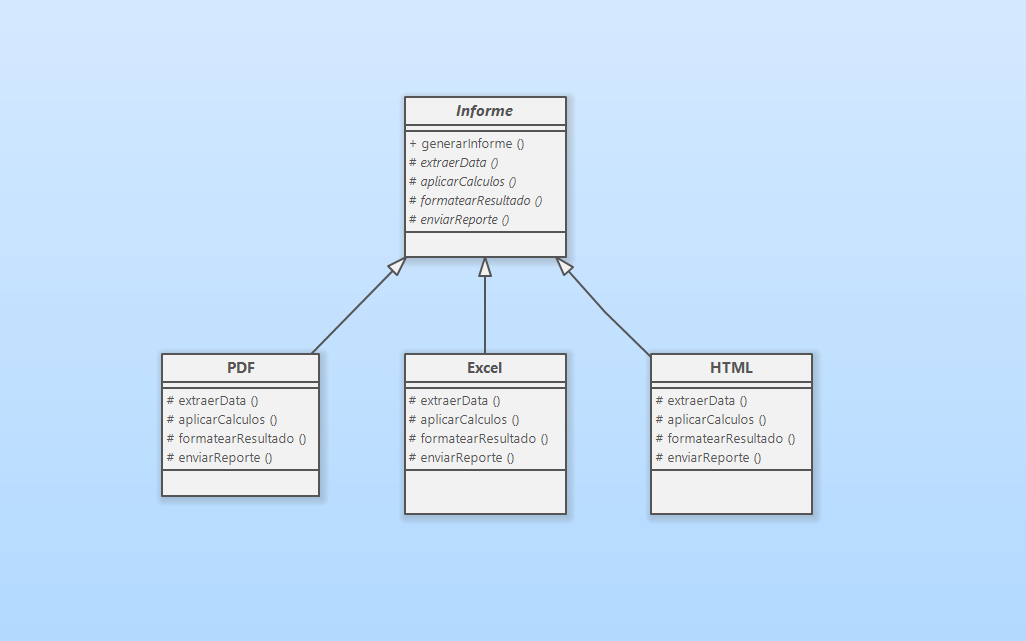 Informe
+ generarInforme ()
# extraerData ()
# aplicarCalculos ()
# formatearResultado ()
# enviarReporte ()
PDF
# extraerData ()
# aplicarCalculos ()
# formatearResultado ()
# enviarReporte ()
Excel
# extraerData ()
# aplicarCalculos ()
# formatearResultado ()
# enviarReporte ()
HTML
# extraerData ()
# aplicarCalculos ()
# formatearResultado ()
# enviarReporte ()